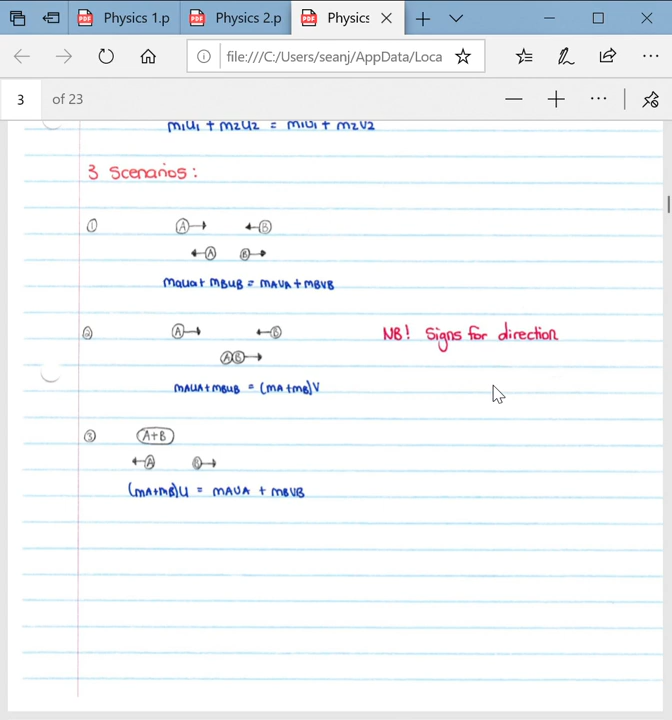 Physics 1.p
Physics 2.p
Physics
file:///C:/Users/seanj/AppData/Loca
3 of 23
m1u1 + m2u2 = m1v1 + m2v2
3 Scenarios:
① A B
A B
mAuA + mBuB = mAvA + mBvB
② A B NB! Signs for direction
AB
mAuA + mBuB = (mA + mB)v
③ A+B
A B
(mA+mB)u = mAvA + mBvB